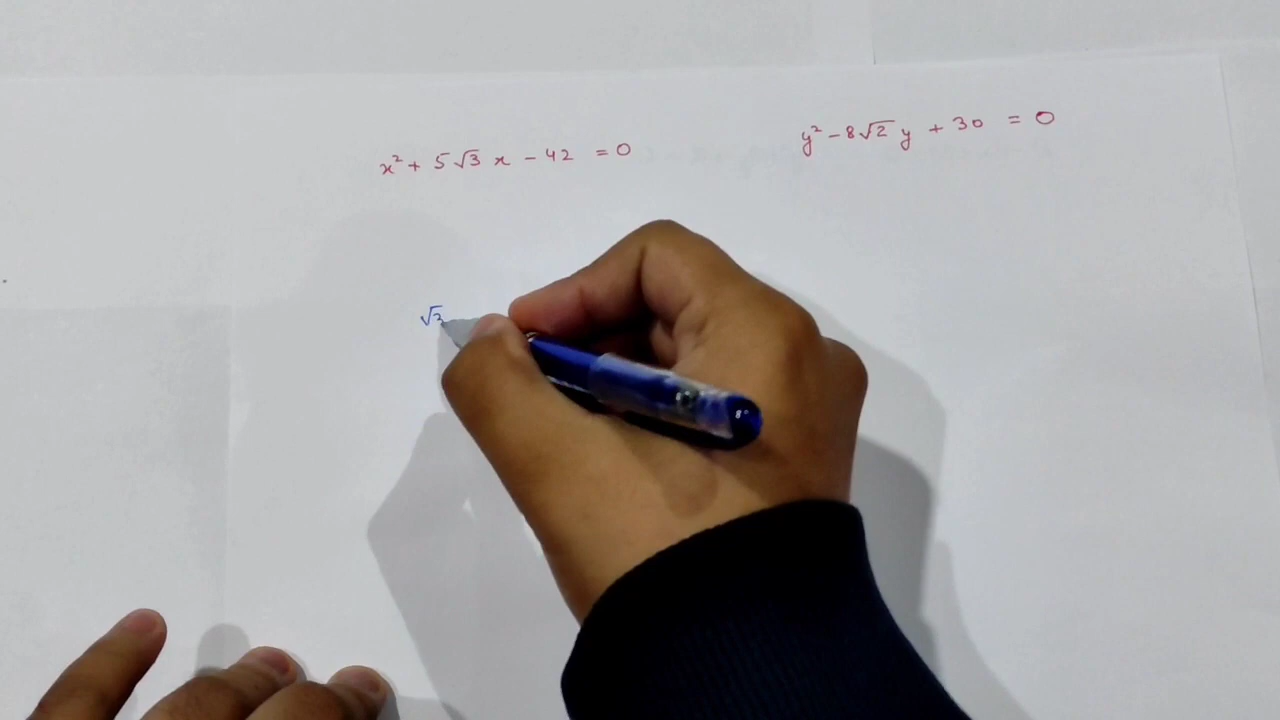 x² + 5√3 x - 42 = 0
y² - 8√2 y + 30 = 0